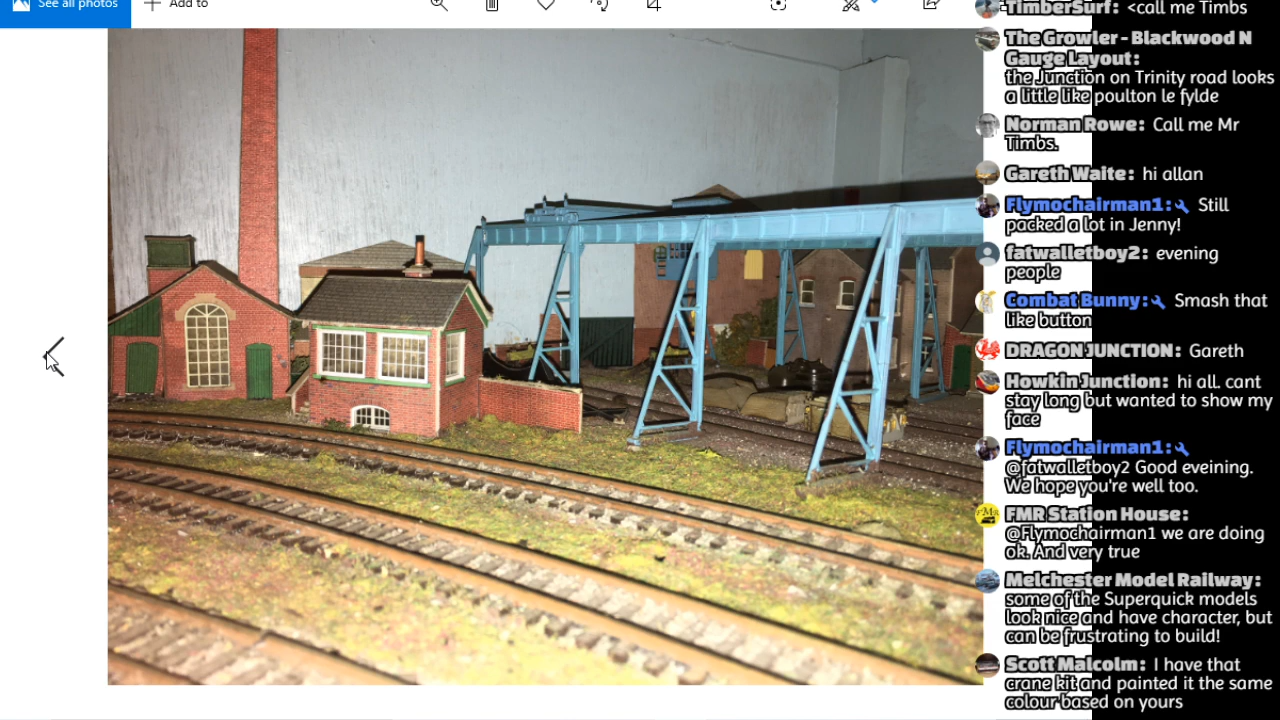 See all photos
Add to
TimberSurf: <call me Timbs
The Growler - Blackwood N
Gauge Layout:
the Junction on Trinity road looks
a little like poulton le fylde
Norman Rowe: Call me Mr
Timbs.
Gareth Waite: hi allan
Flymochairman1: Still
packed a lot in Jenny!
fatwalletboy2: evening
people
Combat Bunny: Smash that
like button
DRAGON JUNCTION: Gareth
Howkin Junction: hi all. cant
stay long but wanted to show my
face
Flymochairman1:
@fatwalletboy2 Good eveining.
We hope you're well too.
FMR Station House:
@Flymochairman1 we are doing
ok. And very true
Melchester Model Railway:
some of the Superquick models
look nice and have character, but
can be frustrating to build!
Scott Malcolm: I have that
crane kit and painted it the same
colour based on yours